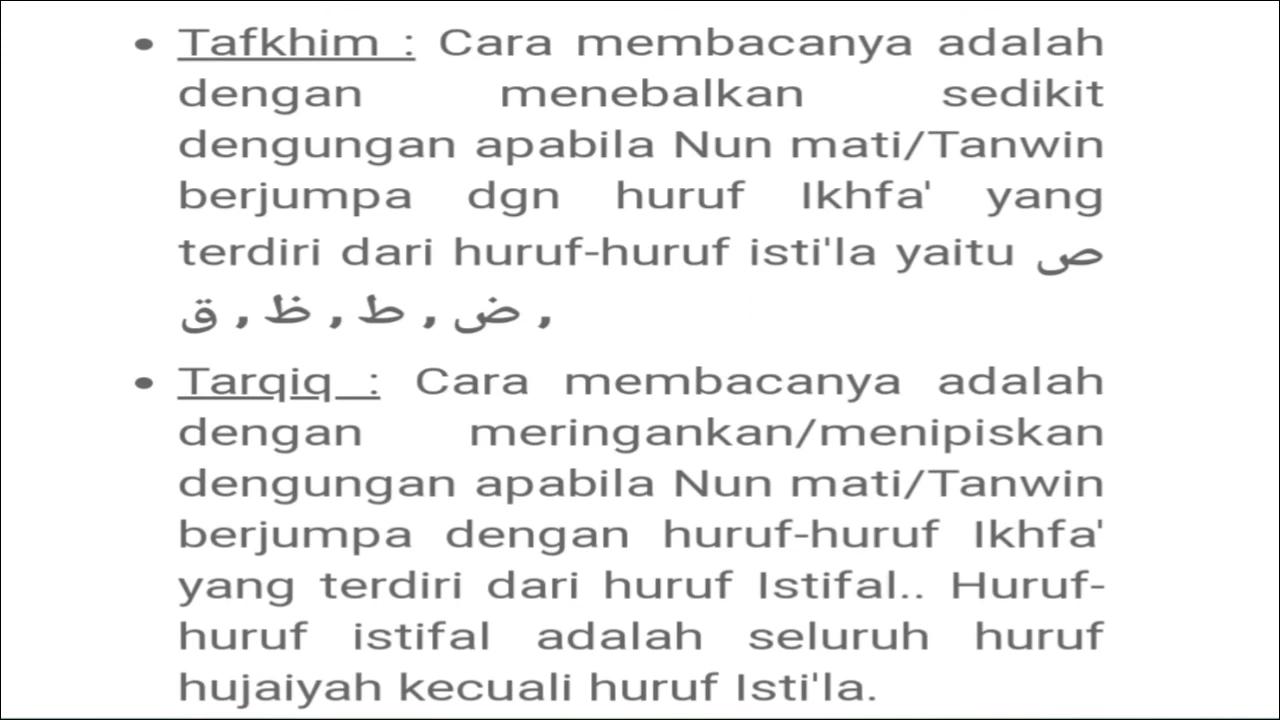 • Tafkhim : Cara membacanya adalah
dengan menebalkan sedikit
dengungan apabila Nun mati/Tanwin
berjumpa dgn huruf Ikhfa' yang
terdiri dari huruf-huruf isti'la yaitu ص
, ض , ط , ظ , ق
• Tarqiq : Cara membacanya adalah
dengan meringankan/menipiskan
dengungan apabila Nun mati/Tanwin
berjumpa dengan huruf-huruf Ikhfa'
yang terdiri dari huruf Istifal.. Huruf-
huruf istifal adalah seluruh huruf
hujaiyah kecuali huruf Isti'la.